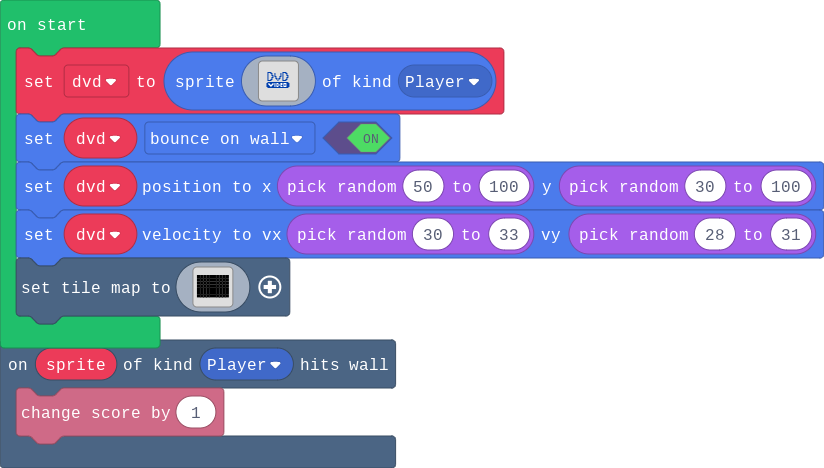 on start
set dvd to sprite DVD VIDEO of kind Player
set dvd bounce on wall ON
set dvd position to x pick random 50 to 100 y pick random 30 to 100
set dvd velocity to vx pick random 30 to 33 vy pick random 28 to 31
set tile map to
on sprite of kind Player hits wall
change score by 1